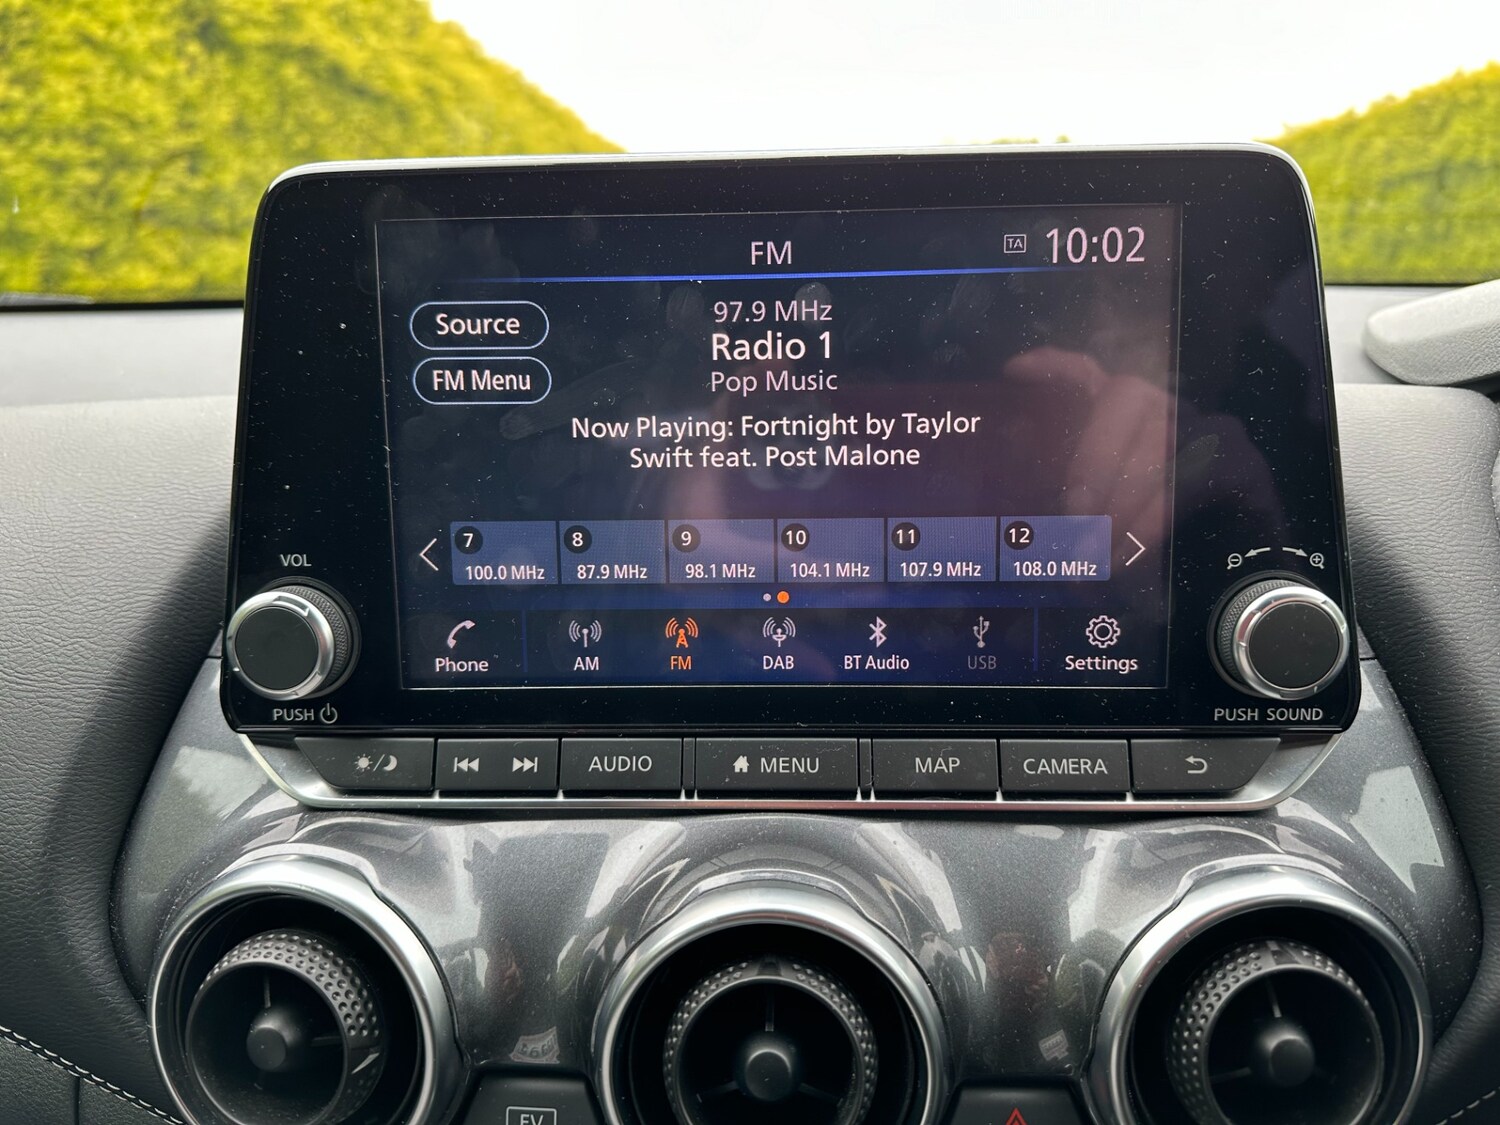 FM
TA
10:02
Source
FM Menu
97.9 MHz
Radio 1
Pop Music
Now Playing: Fortnight by Taylor
Swift feat. Post Malone
7
100.0 MHz
8
87.9 MHz
9
98.1 MHz
10
104.1 MHz
11
107.9 MHz
12
108.0 MHz
Phone
AM
FM
DAB
BT Audio
USB
Settings
VOL
PUSH
PUSH SOUND
AUDIO
MENU
MAP
CAMERA
EV